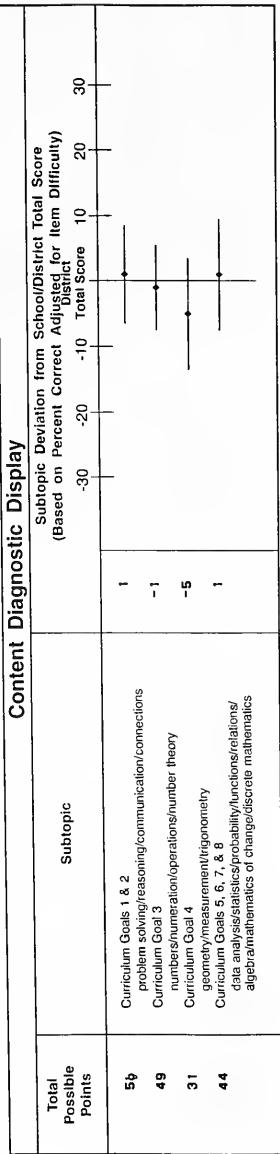 Content Diagnostic Display
Total
Possible
Points
Subtopic
Subtopic Deviation from School/District Total Score
(Based on Percent Correct Adjusted for Item Difficulty)
District
Total Score
-30 -20 -10 10 20 30
Curriculum Goals 1 & 2
59 problem solving/reasoning/communication/connections 1
Curriculum Goal 3
49 numbers/numeration/operations/number theory -1
Curriculum Goal 4
31 geometry/measurement/trigonometry -5
Curriculum Goals 5, 6, 7, & 8
44 data analysis/statistics/probability/functions/relations/ 1
algebra/mathematics of change/discrete mathematics